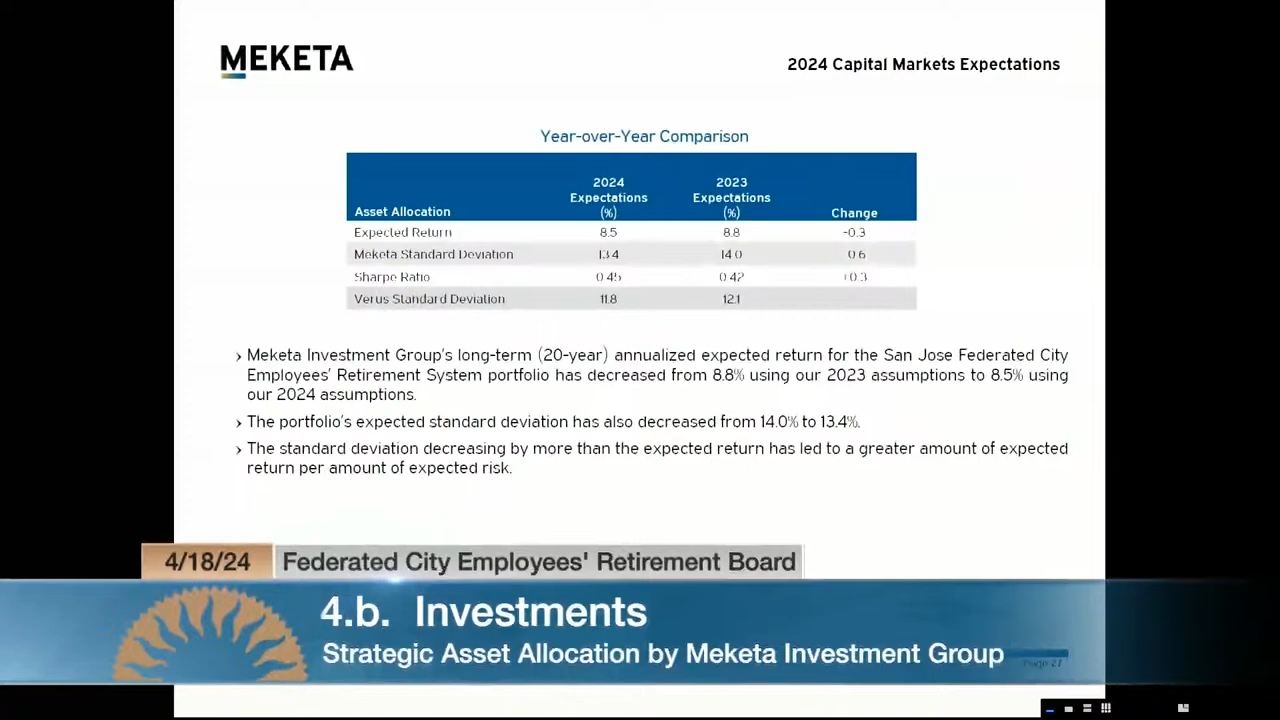 MEKETA
2024 Capital Markets Expectations
Year-over-Year Comparison
2024 2023
Expectations Expectations
Asset Allocation (%) (%) Change
Expected Return 8.5 8.8 -0.3
Meketa Standard Deviation 13.4 14.0 0.6
Sharpe Ratio 0.45 0.42 0.3
Verus Standard Deviation 11.8 12.1
› Meketa Investment Group's long-term (20-year) annualized expected return for the San Jose Federated City
Employees' Retirement System portfolio has decreased from 8.8% using our 2023 assumptions to 8.5% using
our 2024 assumptions.
› The portfolio's expected standard deviation has also decreased from 14.0% to 13.4%.
› The standard deviation decreasing by more than the expected return has led to a greater amount of expected
return per amount of expected risk.
4/18/24 Federated City Employees' Retirement Board
4.b. Investments
Strategic Asset Allocation by Meketa Investment Group
Page 27